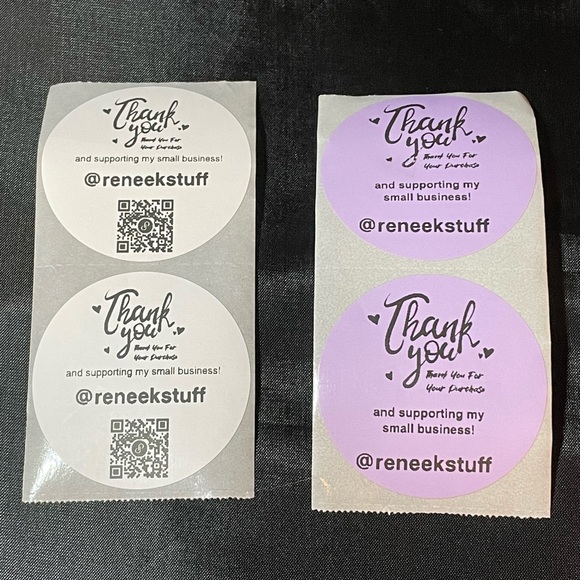 Thank
you
Thank You For
Your Purchase
and supporting my small business!
@reneekstuff
Thank
you
Thank You For
Your Purchase
and supporting my small business!
@reneekstuff
Thank
you
Thank You For
Your Purchase
and supporting my
small business!
@reneekstuff
Thank
you
Thank You For
Your Purchase
and supporting my
small business!
@reneekstuff